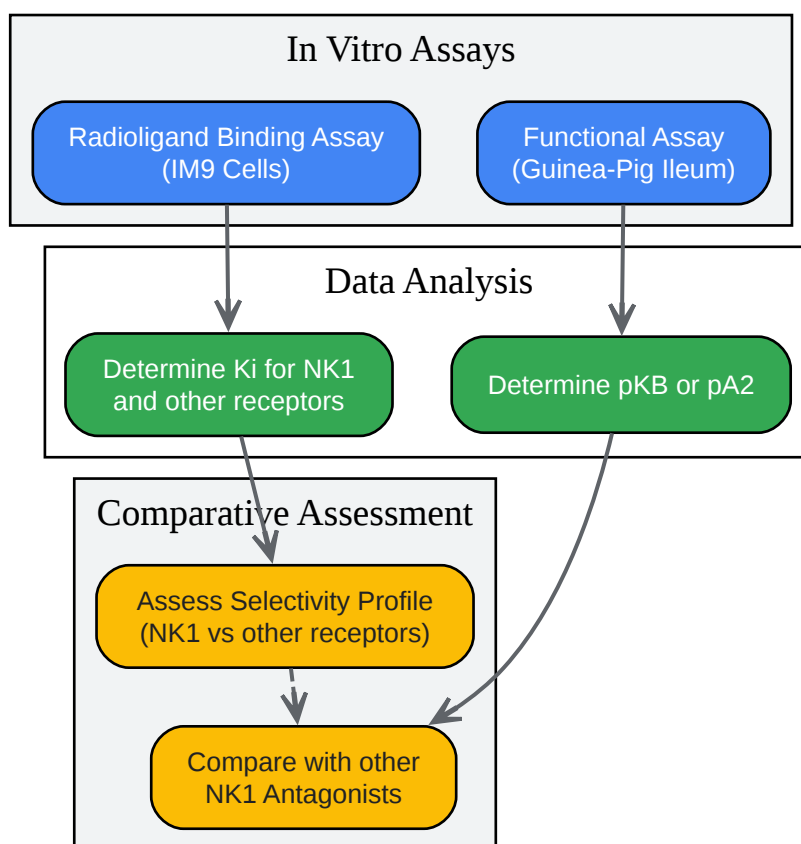 In Vitro Assays
Radioligand Binding Assay
(IM9 Cells)
Functional Assay
(Guinea-Pig Ileum)
Data Analysis
Determine Ki for NK1
and other receptors
Determine pKB or pA2
Comparative Assessment
Assess Selectivity Profile
(NK1 vs other receptors)
Compare with other
NK1 Antagonists